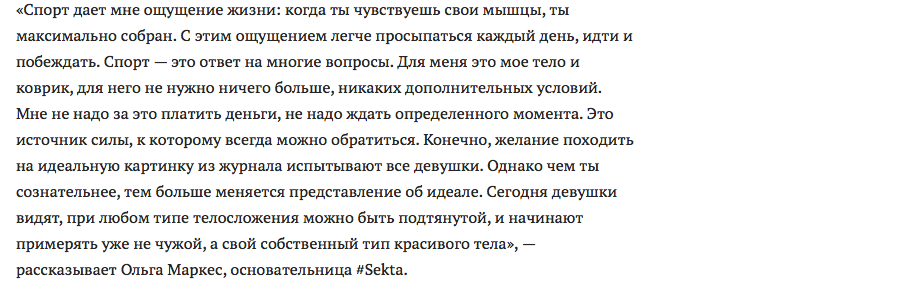 «Спорт дает мне ощущение жизни: когда ты чувствуешь свои мышцы, ты
максимально собран. С этим ощущением легче просыпаться каждый день, идти и
побеждать. Спорт — это ответ на многие вопросы. Для меня это мое тело и
коврик, для него не нужно ничего больше, никаких дополнительных условий.
Мне не надо за это платить деньги, не надо ждать определенного момента. Это
источник силы, к которому всегда можно обратиться. Конечно, желание походить
на идеальную картинку из журнала испытывают все девушки. Однако чем ты
сознательнее, тем больше меняется представление об идеале. Сегодня девушки
видят, при любом типе телосложения можно быть подтянутой, и начинают
примерять уже не чужой, а свой собственный тип красивого тела», —
рассказывает Ольга Маркес, основательница #Sekta.